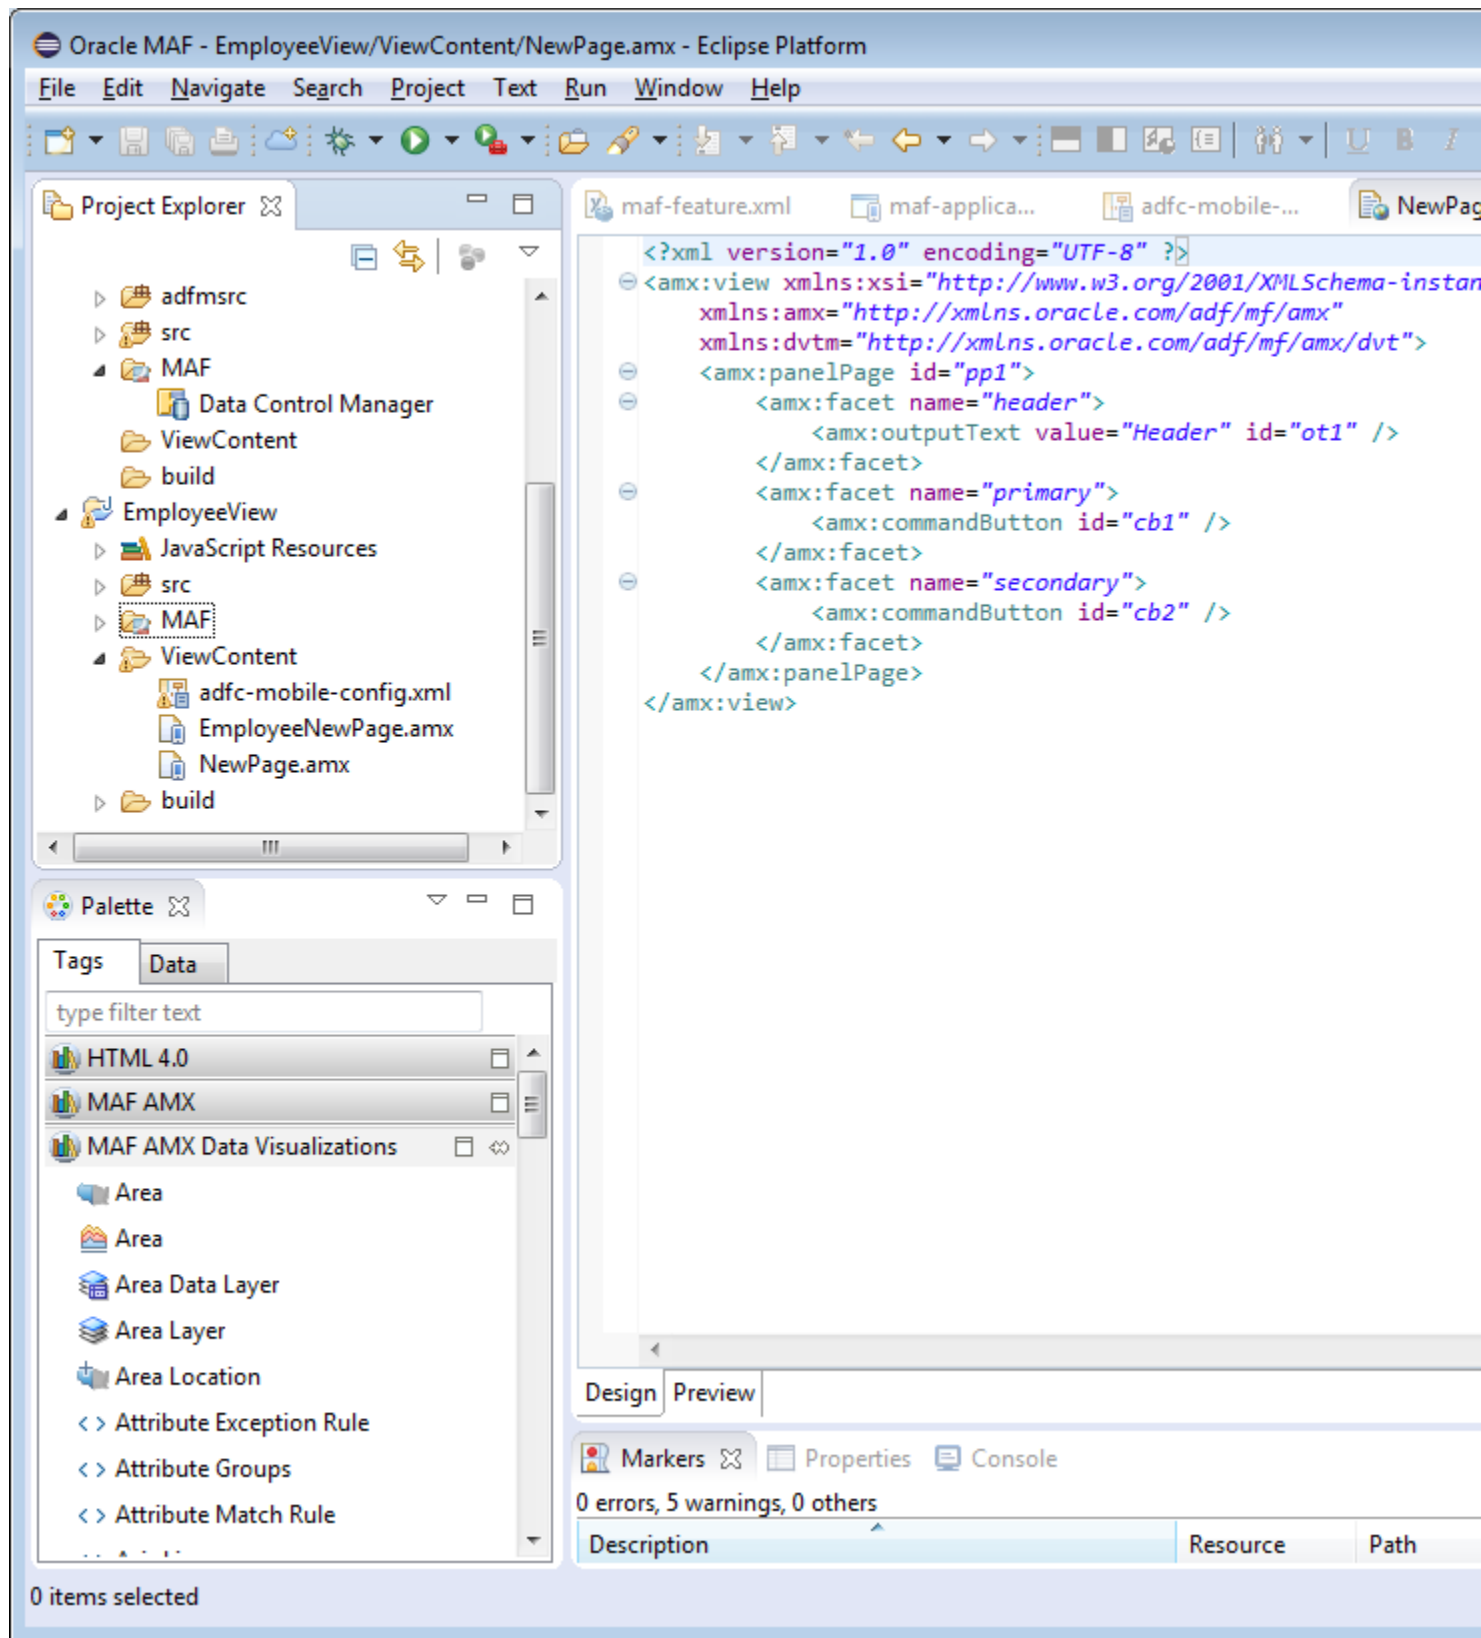 Oracle MAF - EmployeeView/ViewContent/NewPage.amx - Eclipse Platform
File Edit Navigate Search Project Text Run Window Help
Project Explorer
adfmsrc
src
MAF
Data Control Manager
ViewContent
build
EmployeeView
JavaScript Resources
src
MAF
ViewContent
adfc-mobile-config.xml
EmployeeNewPage.amx
NewPage.amx
build
Palette
Tags Data
type filter text
HTML 4.0
MAF AMX
MAF AMX Data Visualizations
Area
Area
Area Data Layer
Area Layer
Area Location
Attribute Exception Rule
Attribute Groups
Attribute Match Rule
maf-feature.xml maf-applica... adfc-mobile-... NewPag
<?xml version="1.0" encoding="UTF-8" ?>
<amx:view xmlns:xsi="http://www.w3.org/2001/XMLSchema-instan
xmlns:amx="http://xmlns.oracle.com/adf/mf/amx"
xmlns:dvtm="http://xmlns.oracle.com/adf/mf/amx/dvt">
<amx:panelPage id="pp1">
<amx:facet name="header">
<amx:outputText value="Header" id="ot1" />
</amx:facet>
<amx:facet name="primary">
<amx:commandButton id="cb1" />
</amx:facet>
<amx:facet name="secondary">
<amx:commandButton id="cb2" />
</amx:facet>
</amx:panelPage>
</amx:view>
Design Preview
Markers Properties Console
0 errors, 5 warnings, 0 others
Description Resource Path
0 items selected